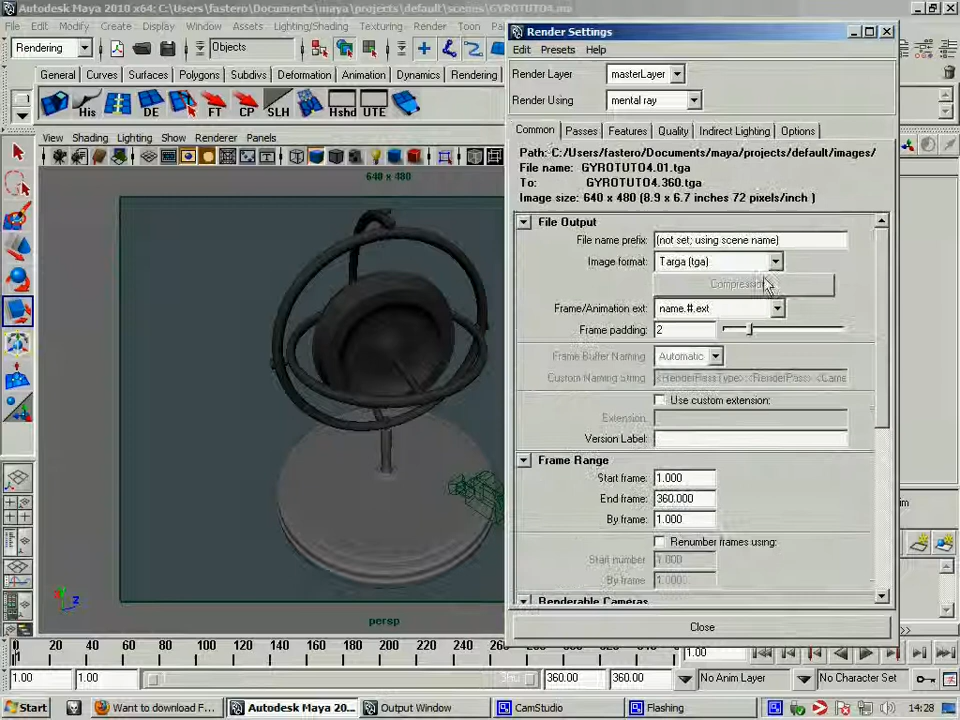 Autodesk Maya 2010 x64: C:\Users\fastero\Documents\maya\projects\default\scenes\GYROTUTO4.ma
File Edit Modify Create Display Window Assets Lighting/Shading Texturing Render Toon
Rendering
Objects
General Curves Surfaces Polygons Subdivs Deformation Animation Dynamics Rendering
His DE FT CP SLH Hshd UTE
View Shading Lighting Show Renderer Panels
640 x 480
persp
Render Settings
Edit Presets Help
Render Layer masterLayer
Render Using mental ray
Common Passes Features Quality Indirect Lighting Options
Path: C:/Users/fastero/Documents/maya/projects/default/images/
File name: GYROTUTO4.01.tga
To: GYROTUTO4.360.tga
Image size: 640 x 480 (8.9 x 6.7 inches 72 pixels/inch )
File Output
File name prefix: (not set; using scene name)
Image format: Targa (tga)
Compression
Frame/Animation ext: name.#.ext
Frame padding: 2
Frame Buffer Naming Automatic
Custom Naming String <RenderPassType>:<RenderPass>.<Came
Use custom extension:
Extension:
Version Label:
Frame Range
Start frame: 1.000
End frame: 360.000
By frame: 1.000
Renumber frames using:
Start number 1.000
By frame 1.000
Renderable Cameras
Close
0 20 40 60 80 100 120 140 160 180 200 220 240 260 280 300 320 340
1.00
1.00 1.00 360.00 360.00 No Anim Layer No Character Set
Start Want to download F... Autodesk Maya 20... Output Window CamStudio Flashing 14:28